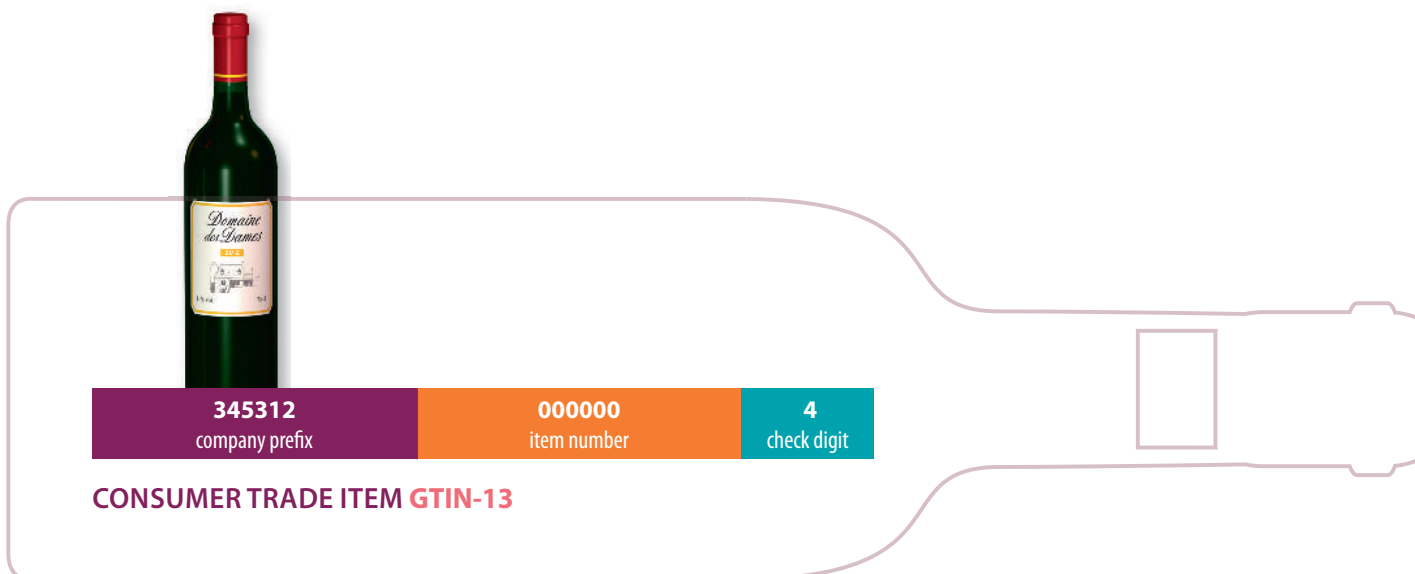 Domaine
des Dames
345312
company prefix
000000
item number
4
check digit
CONSUMER TRADE ITEM GTIN-13